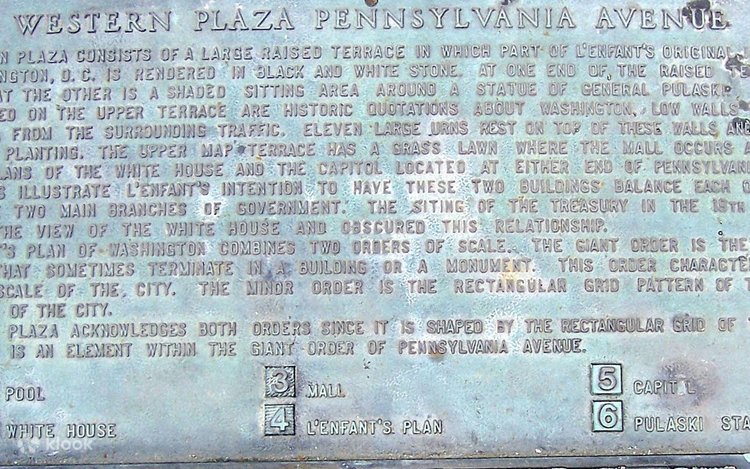 WESTERN PLAZA PENNSYLVANIA AVENUE
N PLAZA CONSISTS OF A LARGE RAISED TERRACE IN WHICH PART OF L'ENFANT'S ORIGINAL
NGTON, D.C. IS RENDERED IN BLACK AND WHITE STONE. AT ONE END OF, THE RAISED TE
AT THE OTHER IS A SHADED SITTING AREA AROUND A STATUE OF GENERAL PULASKI.
ED ON THE UPPER TERRACE ARE HISTORIC QUOTATIONS ABOUT WASHINGTON, LOW WALLS
FROM THE SURROUNDING TRAFFIC. ELEVEN LARGE URNS REST ON TOP OF THESE WALLS AND
PLANTING. THE UPPER MAP TERRACE HAS A GRASS LAWN WHERE THE MALL OCCURS A
LANS OF THE WHITE HOUSE AND THE CAPITOL LOCATED AT EITHER END OF PENNSYLVAN
S ILLUSTRATE L'ENFANT'S INTENTION TO HAVE THESE TWO BUILDINGS BALANCE EACH O
TWO MAIN BRANCHES OF GOVERNMENT. THE SITING OF THE TREASURY IN THE 19TH
THE VIEW OF THE WHITE HOUSE AND OBSCURED THIS RELATIONSHIP.
'S PLAN OF WASHINGTON COMBINES TWO ORDERS OF SCALE. THE GIANT ORDER IS THE
THAT SOMETIMES TERMINATE IN A BUILDING OR A MONUMENT. THIS ORDER CHARACTE
SCALE OF THE CITY. THE MINOR ORDER IS THE RECTANGULAR GRID PATTERN OF T
OF THE CITY.
PLAZA ACKNOWLEDGES BOTH ORDERS SINCE IT IS SHAPED BY THE RECTANGULAR GRID OF T
IS AN ELEMENT WITHIN THE GIANT ORDER OF PENNSYLVANIA AVENUE.
POOL 3 MALL 5 CAPITOL
WHITE HOUSE 4 L'ENFANT'S PLAN 6 PULASKI STA
klook